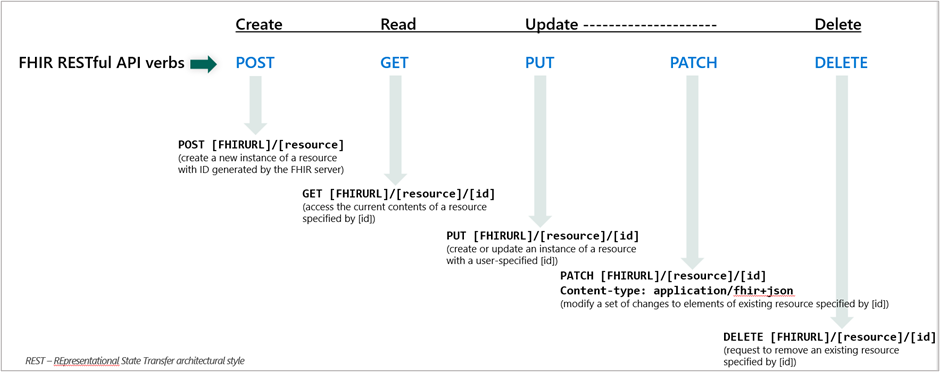 Create Read Update -------------------- Delete
FHIR RESTful API verbs POST GET PUT PATCH DELETE
POST [FHIRURL]/[resource]
(create a new instance of a resource
with ID generated by the FHIR server)
GET [FHIRURL]/[resource]/[id]
(access the current contents of a resource
specified by [id])
PUT [FHIRURL]/[resource]/[id]
(create or update an instance of a resource
with a user-specified [id])
PATCH [FHIRURL]/[resource]/[id]
Content-type: application/fhir+json
(modify a set of changes to elements of existing resource specified by [id])
DELETE [FHIRURL]/[resource]/[id]
(request to remove an existing resource
specified by [id])
REST – REpresentational State Transfer architectural style